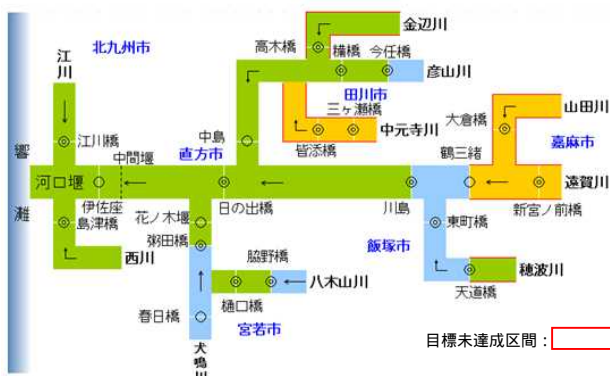 北九州市
江川
高木橋
金辺川
糒橋
今任橋
彦山川
田川市
三ヶ瀬橋
中元寺川
皆添橋
山田川
大倉橋
嘉麻市
江川橋
中島
直方市
中間堰
鶴三緒
響灘
河口堰
遠賀川
伊佐座
島津橋
花ノ木堰
日の出橋
川島
新宮ノ前橋
粥田橋
東町橋
飯塚市
西川
脇野橋
八木山川
穂波川
天道橋
樋口橋
春日橋
宮若市
犬鳴川
目標未達成区間: